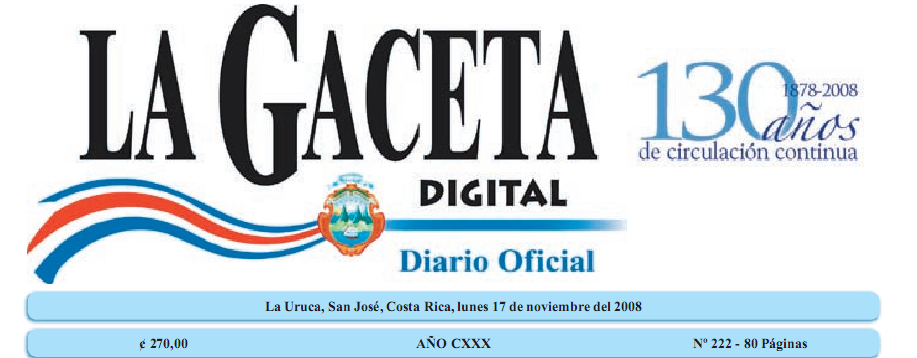 LA GACETA
DIGITAL
Diario Oficial
130 años
1878-2008
de circulación continua
La Uruca, San José, Costa Rica, lunes 17 de noviembre del 2008
¢ 270,00 AÑO CXXX Nº 222 - 80 Páginas